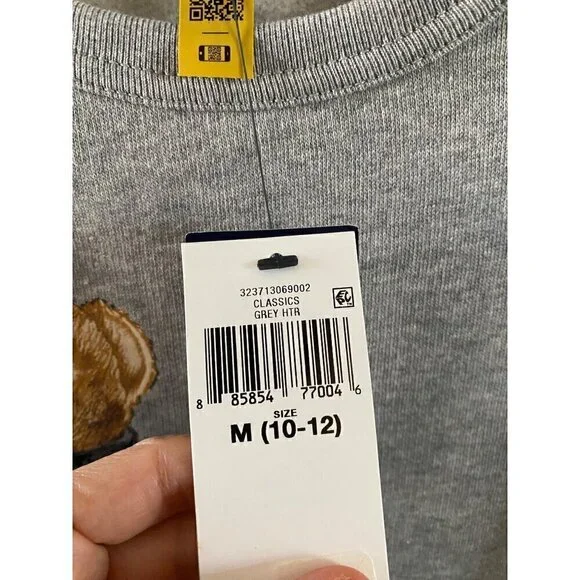 323713069002
CLASSICS
GREY HTR
8 85854 77004 6
SIZE
M (10-12)